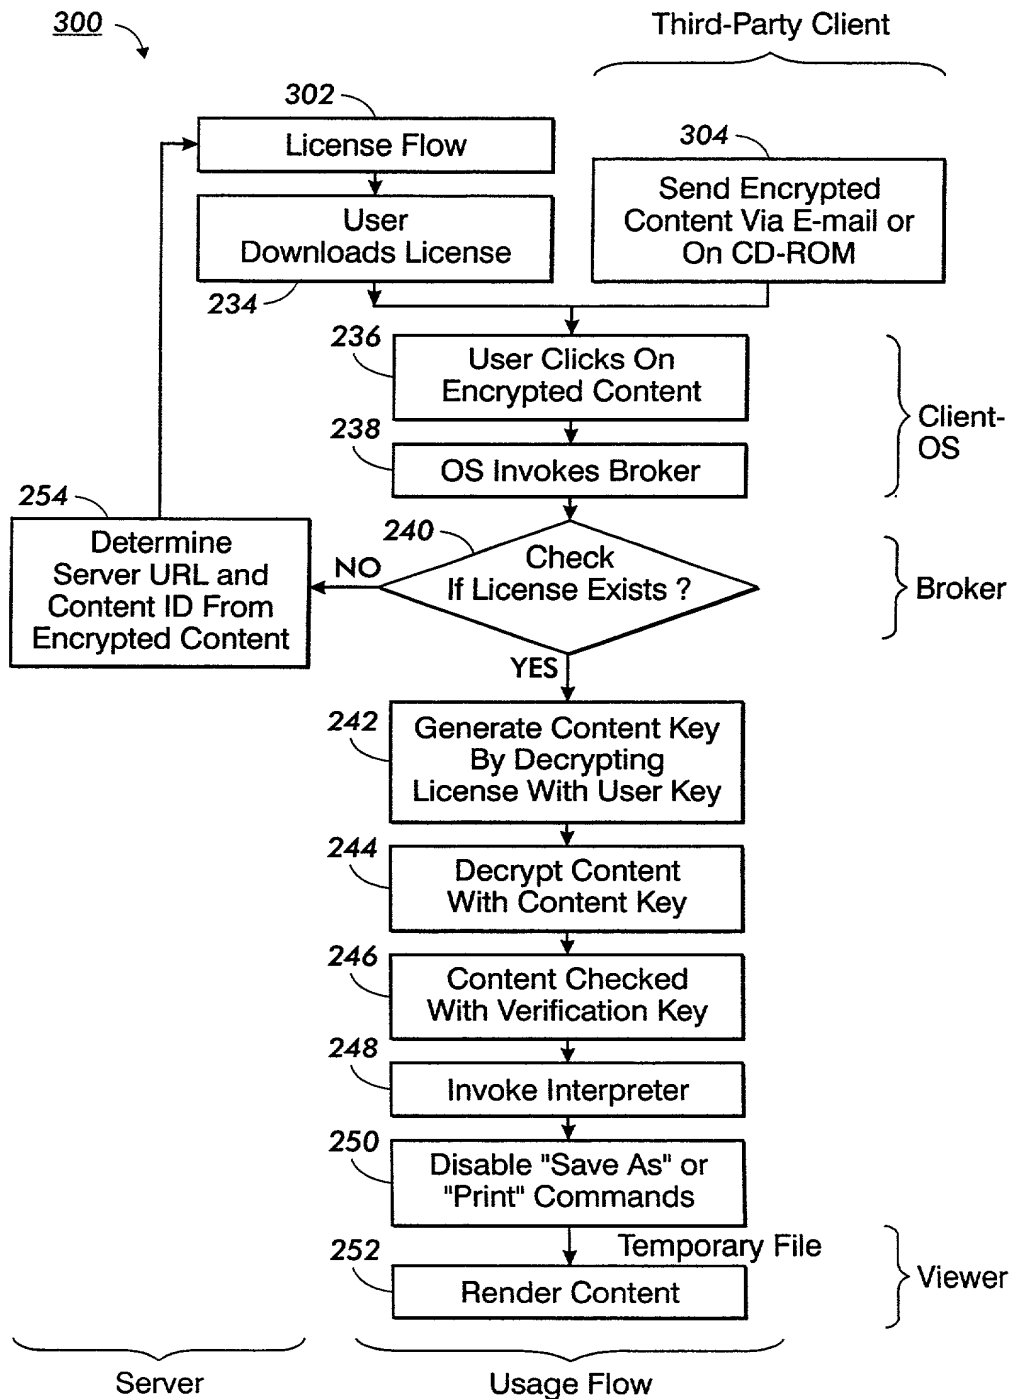 300
Third-Party Client
302
License Flow
304
Send Encrypted
Content Via E-mail or
On CD-ROM
User
Downloads License
234
236
User Clicks On
Encrypted Content
Client-
OS
238
OS Invokes Broker
254
Determine
Server URL and
Content ID From
Encrypted Content
240
NO
Check
If License Exists ?
Broker
YES
242
Generate Content Key
By Decrypting
License With User Key
244
Decrypt Content
With Content Key
246
Content Checked
With Verification Key
248
Invoke Interpreter
250
Disable "Save As" or
"Print" Commands
Temporary File
252
Render Content
Viewer
Server
Usage Flow